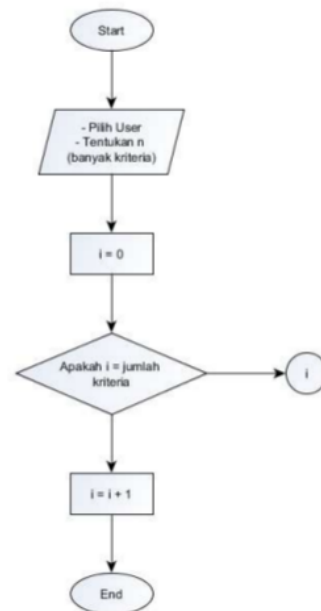 Start
- Pilih User
- Tentukan n
(banyak kriteria)
i = 0
Apakah i = jumlah
kriteria
i
i = i + 1
End